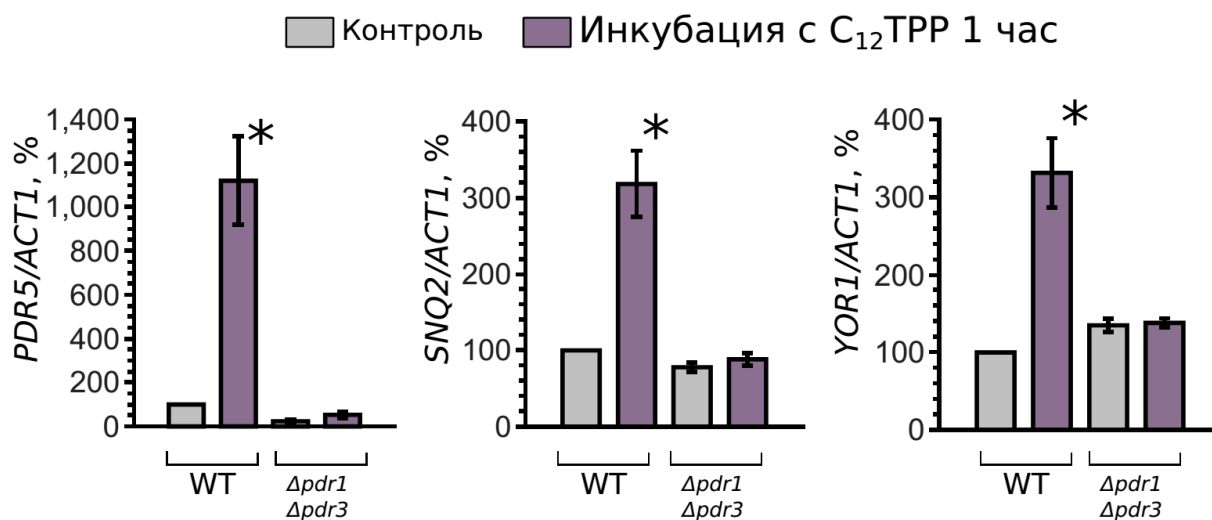 Контроль
Инкубация с C₁₂TPP 1 час
PDR5/ACT1, %
1,400
1,200
1,000
800
600
400
200
0
WT
Δpdr1
Δpdr3
SNQ2/ACT1, %
400
300
200
100
0
WT
Δpdr1
Δpdr3
YOR1/ACT1, %
400
300
200
100
0
WT
Δpdr1
Δpdr3
*
*
*